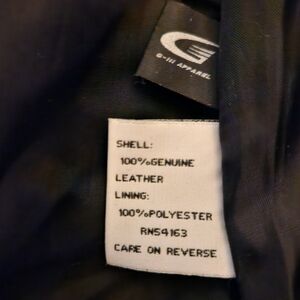 G-III APPAREL
SHELL:
100%GENUINE
LEATHER
LINING:
100%POLYESTER
RN54163
CARE ON REVERSE